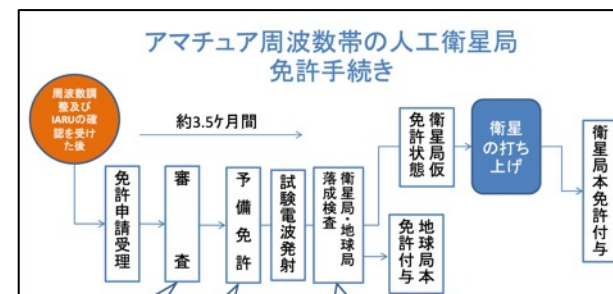 アマチュア周波数帯の人工衛星局
免許手続き
周波数調
整及び
IARUの確
認を受け
た後
約3.5ケ月間
免許申請受理
審査
予備免許
試験電波発射
衛星局・地球局
落成検査
衛星局仮
免許状態
衛星
の打ち
上げ
衛星局本免許付与
地球局本
免許付与